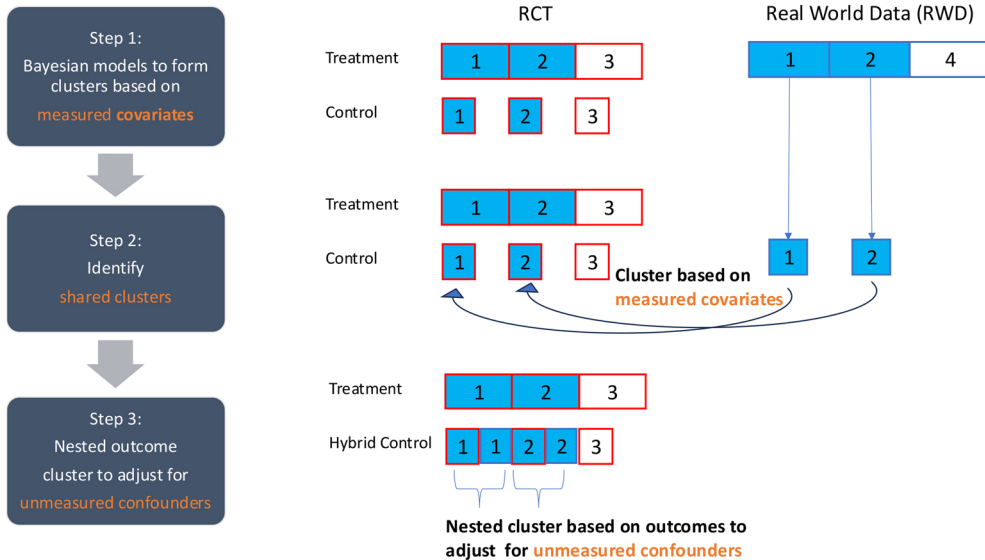 Step 1:
Bayesian models to form
clusters based on
measured covariates
Step 2:
Identify
shared clusters
Step 3:
Nested outcome
cluster to adjust for
unmeasured confounders
RCT
Real World Data (RWD)
Treatment
1 2 3
1 2 4
Control
1 2 3
Treatment
1 2 3
Control
1 2 3
1 2
Cluster based on
measured covariates
Treatment
1 2 3
Hybrid Control
1 1 2 2 3
Nested cluster based on outcomes to
adjust for unmeasured confounders